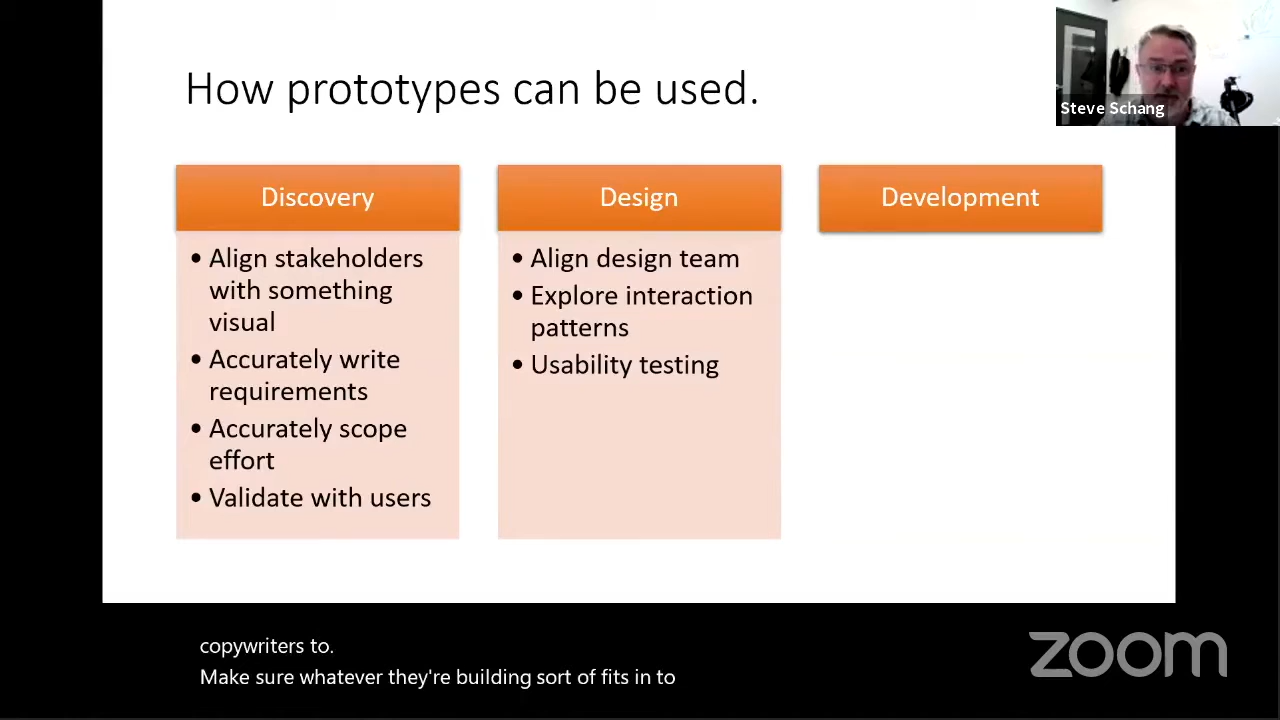 How prototypes can be used.
Steve Schang
Discovery
• Align stakeholders
with something
visual
• Accurately write
requirements
• Accurately scope
effort
• Validate with users
Design
• Align design team
• Explore interaction
patterns
• Usability testing
Development
copywriters to.
Make sure whatever they're building sort of fits in to
zoom